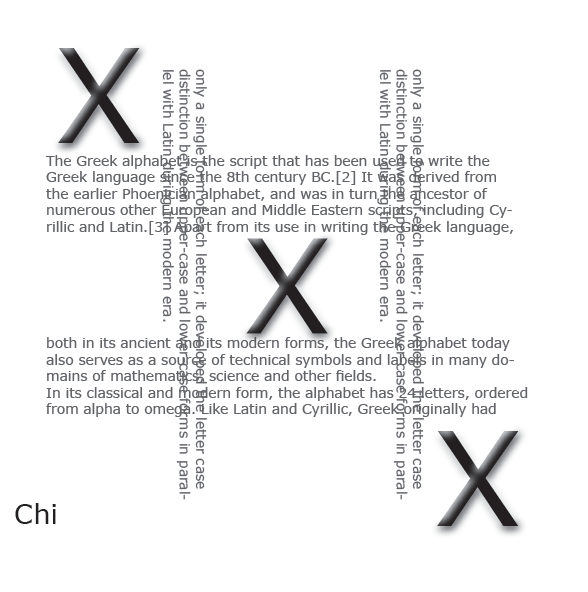 X
The Greek alphabet is the script that has been used to write the
Greek language since the 8th century BC.[2] It was derived from
the earlier Phoenician alphabet, and was in turn the ancestor of
numerous other European and Middle Eastern scripts, including Cy-
rillic and Latin.[3] Apart from its use in writing the Greek language,
X
both in its ancient and its modern forms, the Greek alphabet today
also serves as a source of technical symbols and labels in many do-
mains of mathematics, science and other fields.
In its classical and modern form, the alphabet has 24 letters, ordered
from alpha to omega. Like Latin and Cyrillic, Greek originally had
only a single form of each letter; it developed the letter case
distinction between upper-case and lower-case forms in paral-
lel with Latin during the modern era.
only a single form of each letter; it developed the letter case
distinction between upper-case and lower-case forms in paral-
lel with Latin during the modern era.
X
Chi